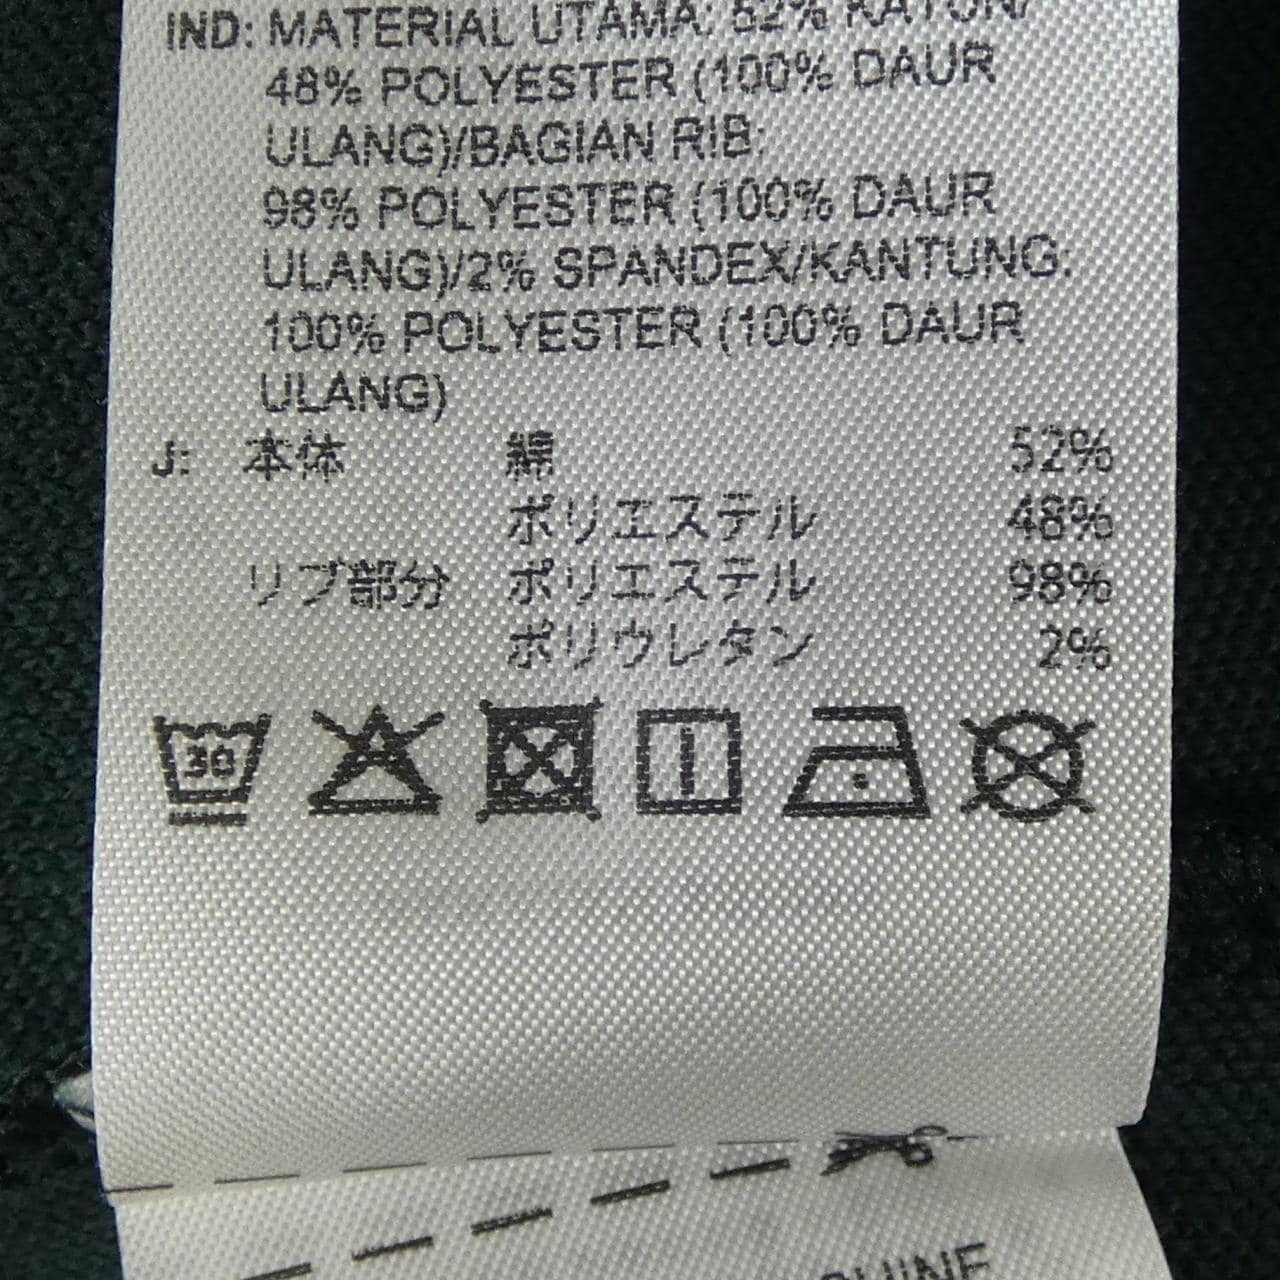 IND: MATERIAL UTAMA: 52% KATUN/
48% POLYESTER (100% DAUR
ULANG)/BAGIAN RIB:
98% POLYESTER (100% DAUR
ULANG)/2% SPANDEX/KANTUNG:
100% POLYESTER (100% DAUR
ULANG)
J: 本体 綿 52%
ポリエステル 48%
リブ部分 ポリエステル 98%
ポリウレタン 2%
30